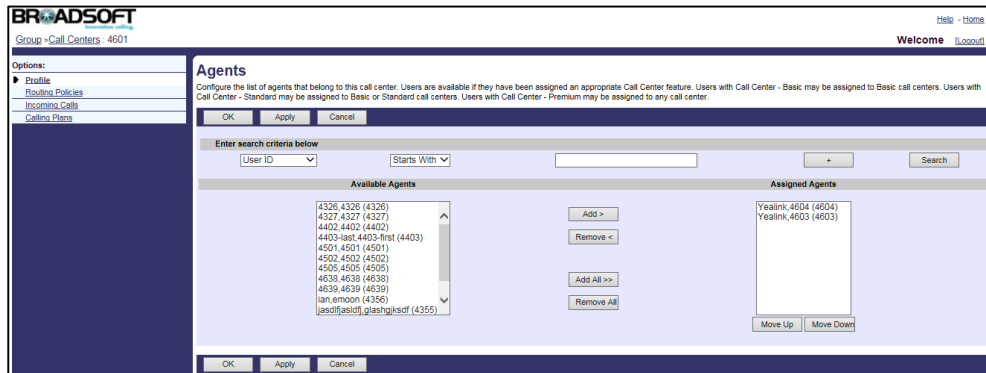 BROADSOFT
innovation calling.
Help - Home
Group >Call Centers : 4601
Welcome [Logout]
Options:
Profile
Routing Policies
Incoming Calls
Calling Plans
Agents
Configure the list of agents that belong to this call center. Users are available if they have been assigned an appropriate Call Center feature. Users with Call Center - Basic may be assigned to Basic call centers. Users with
Call Center - Standard may be assigned to Basic or Standard call centers. Users with Call Center - Premium may be assigned to any call center.
OK Apply Cancel
Enter search criteria below
User ID Starts With + Search
Available Agents Assigned Agents
4326,4326 (4326)
4327,4327 (4327)
4402,4402 (4402)
4403-last,4403-first (4403)
4501,4501 (4501)
4502,4502 (4502)
4505,4505 (4505)
4638,4638 (4638)
4639,4639 (4639)
ian,emoon (4356)
jasdlfjasldfj,glashgjksdf (4355)
Add >
Remove <
Add All >>
Remove All
Yealink,4604 (4604)
Yealink,4603 (4603)
Move Up Move Down
OK Apply Cancel